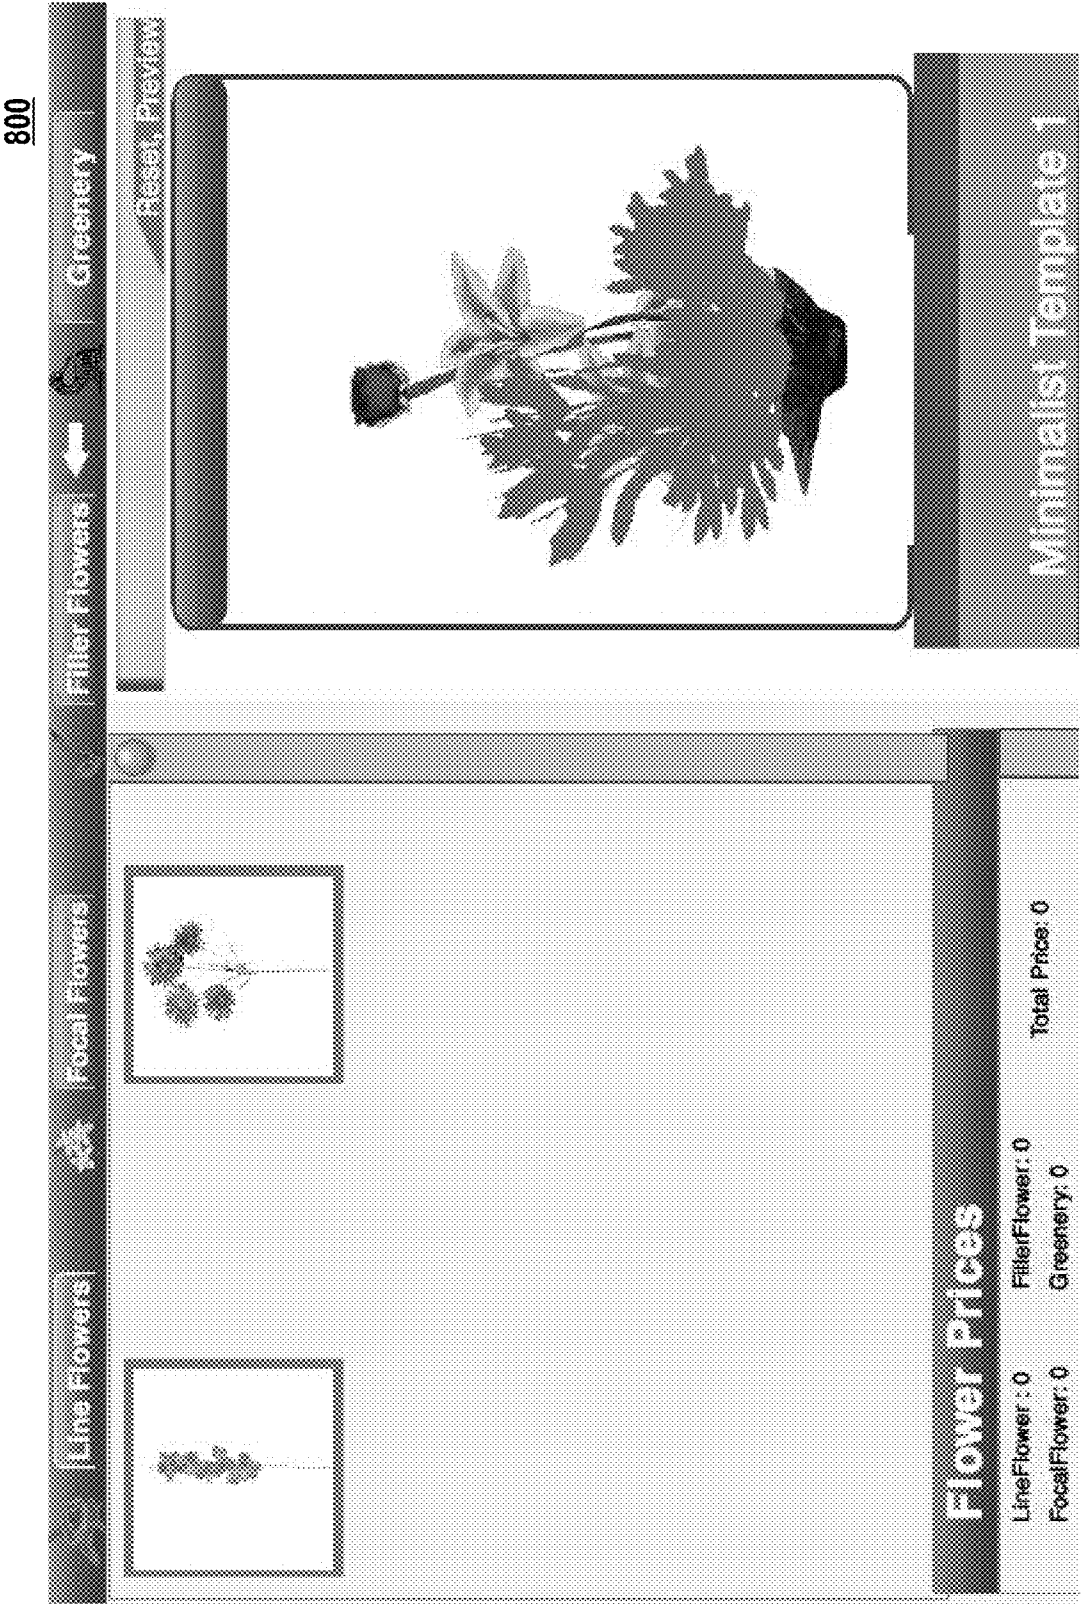 800
Line Flowers
Focal Flowers
Filler Flowers
Greenery
Reset Preview
Minimalist Template 1
Flower Prices
LineFlower : 0
FillerFlower: 0
Total Price: 0
FocalFlower: 0
Greenery: 0